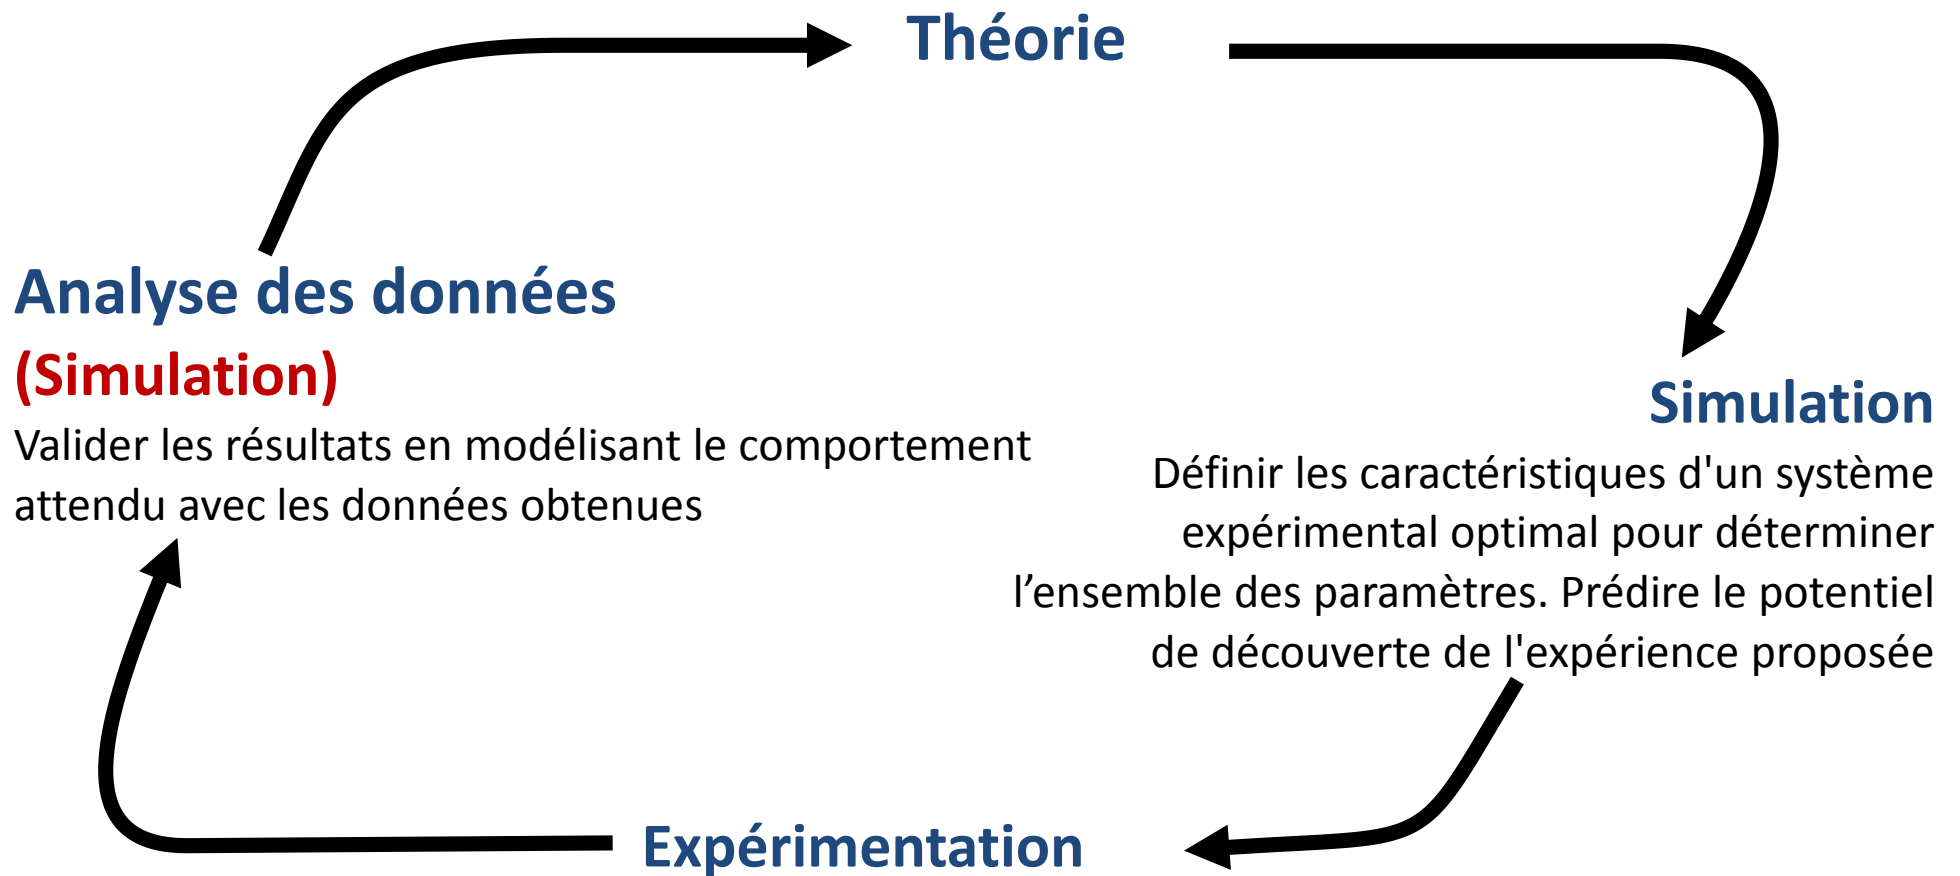 Théorie
Analyse des données
(Simulation)
Valider les résultats en modélisant le comportement
attendu avec les données obtenues
Simulation
Définir les caractéristiques d'un système
expérimental optimal pour déterminer
l’ensemble des paramètres. Prédire le potentiel
de découverte de l'expérience proposée
Expérimentation